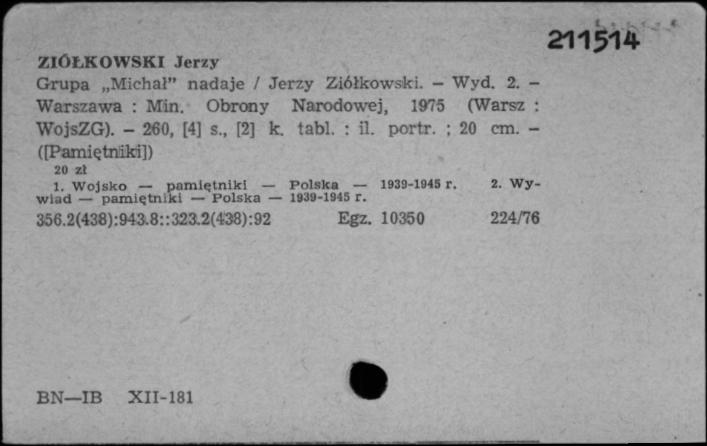 211514
ZIÓŁKOWSKI Jerzy
Grupa „Michał” nadaje / Jerzy Ziółkowski. — Wyd. 2. —
Warszawa : Min. Obrony Narodowej, 1975 (Warsz :
WojsZG). — 260, [4] s., [2] k. tabl. : il. portr. ; 20 cm. —
([Pamiętniki])
20 zł
1. Wojsko — pamiętniki — Polska — 1939-1945 r. 2. Wy-
wiad — pamiętniki — Polska — 1939-1945 r.
356.2(438):943.8::323.2(438):92 Egz. 10350 224/76
BN—IB XII-181